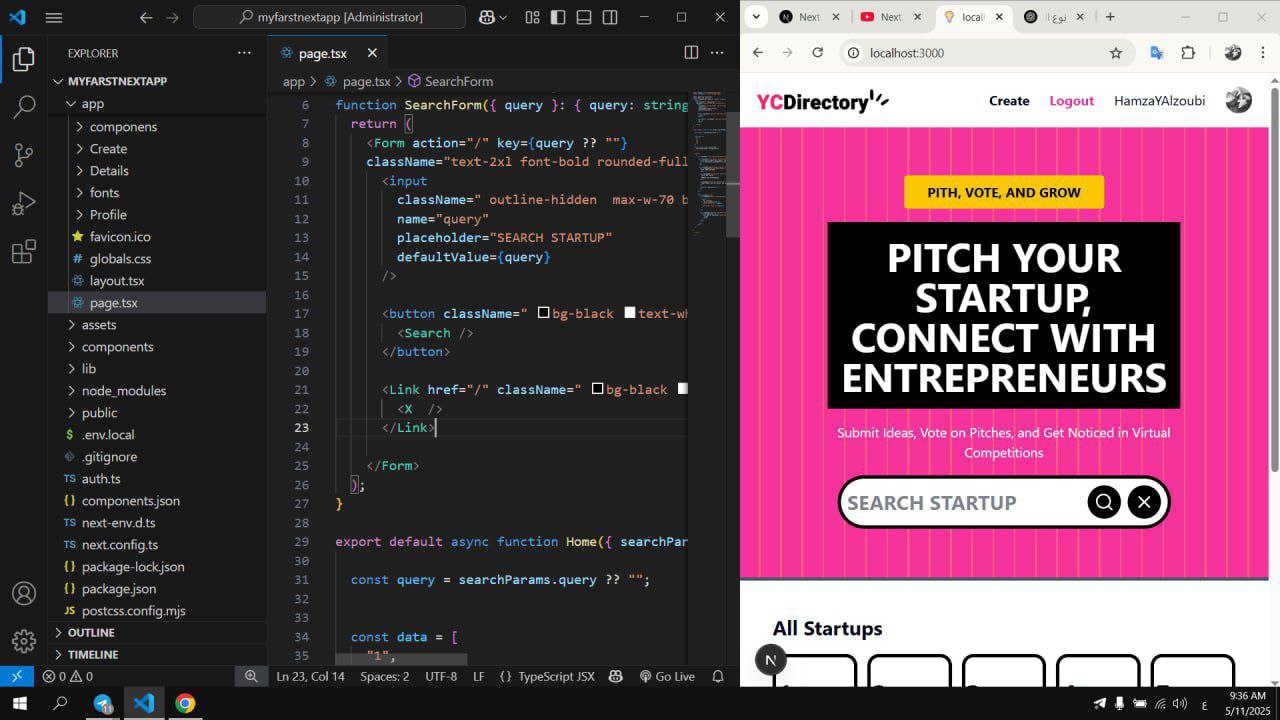 myfarstnextapp [Administrator]
EXPLORER
MYFARSTNEXTAPP
app
componens
Create
Details
fonts
Profile
favicon.ico
globals.css
layout.tsx
page.tsx
assets
components
lib
node_modules
public
.env.local
.gitignore
auth.ts
components.json
next-env.d.ts
next.config.ts
package-lock.json
package.json
postcss.config.mjs
OUTLINE
TIMELINE
page.tsx
app > page.tsx > SearchForm
6 function SearchForm({ query }: { query: string
7 return (
8 <Form action="/" key={query ?? ""}
9 className="text-2xl font-bold rounded-full
10 <input
11 className=" outline-hidden  max-w-70 b
12 name="query"
13 placeholder="SEARCH STARTUP"
14 defaultValue={query}
15 />
16
17 <button className=" bg-black text-wh
18 <Search />
19 </button>
20
21 <Link href="/" className=" bg-black
22 <X  />
23 </Link>
24
25 </Form>
26 );
27 }
28
29 export default async function Home({ searchPar
30
31 const query = searchParams.query ?? "";
32
33
34 const data = [
35 "1",
0 0
Ln 23, Col 14 Spaces: 2 UTF-8 LF {} TypeScript JSX Go Live
Next
Next.
locall
نوع ال
localhost:3000
YCDirectory
Create Logout HamzaYAlzoubi
PITH, VOTE, AND GROW
PITCH YOUR
STARTUP,
CONNECT WITH
ENTREPRENEURS
Submit Ideas, Vote on Pitches, and Get Noticed in Virtual
Competitions
SEARCH STARTUP
All Startups
N
11
ع
9:36 AM
5/11/2025